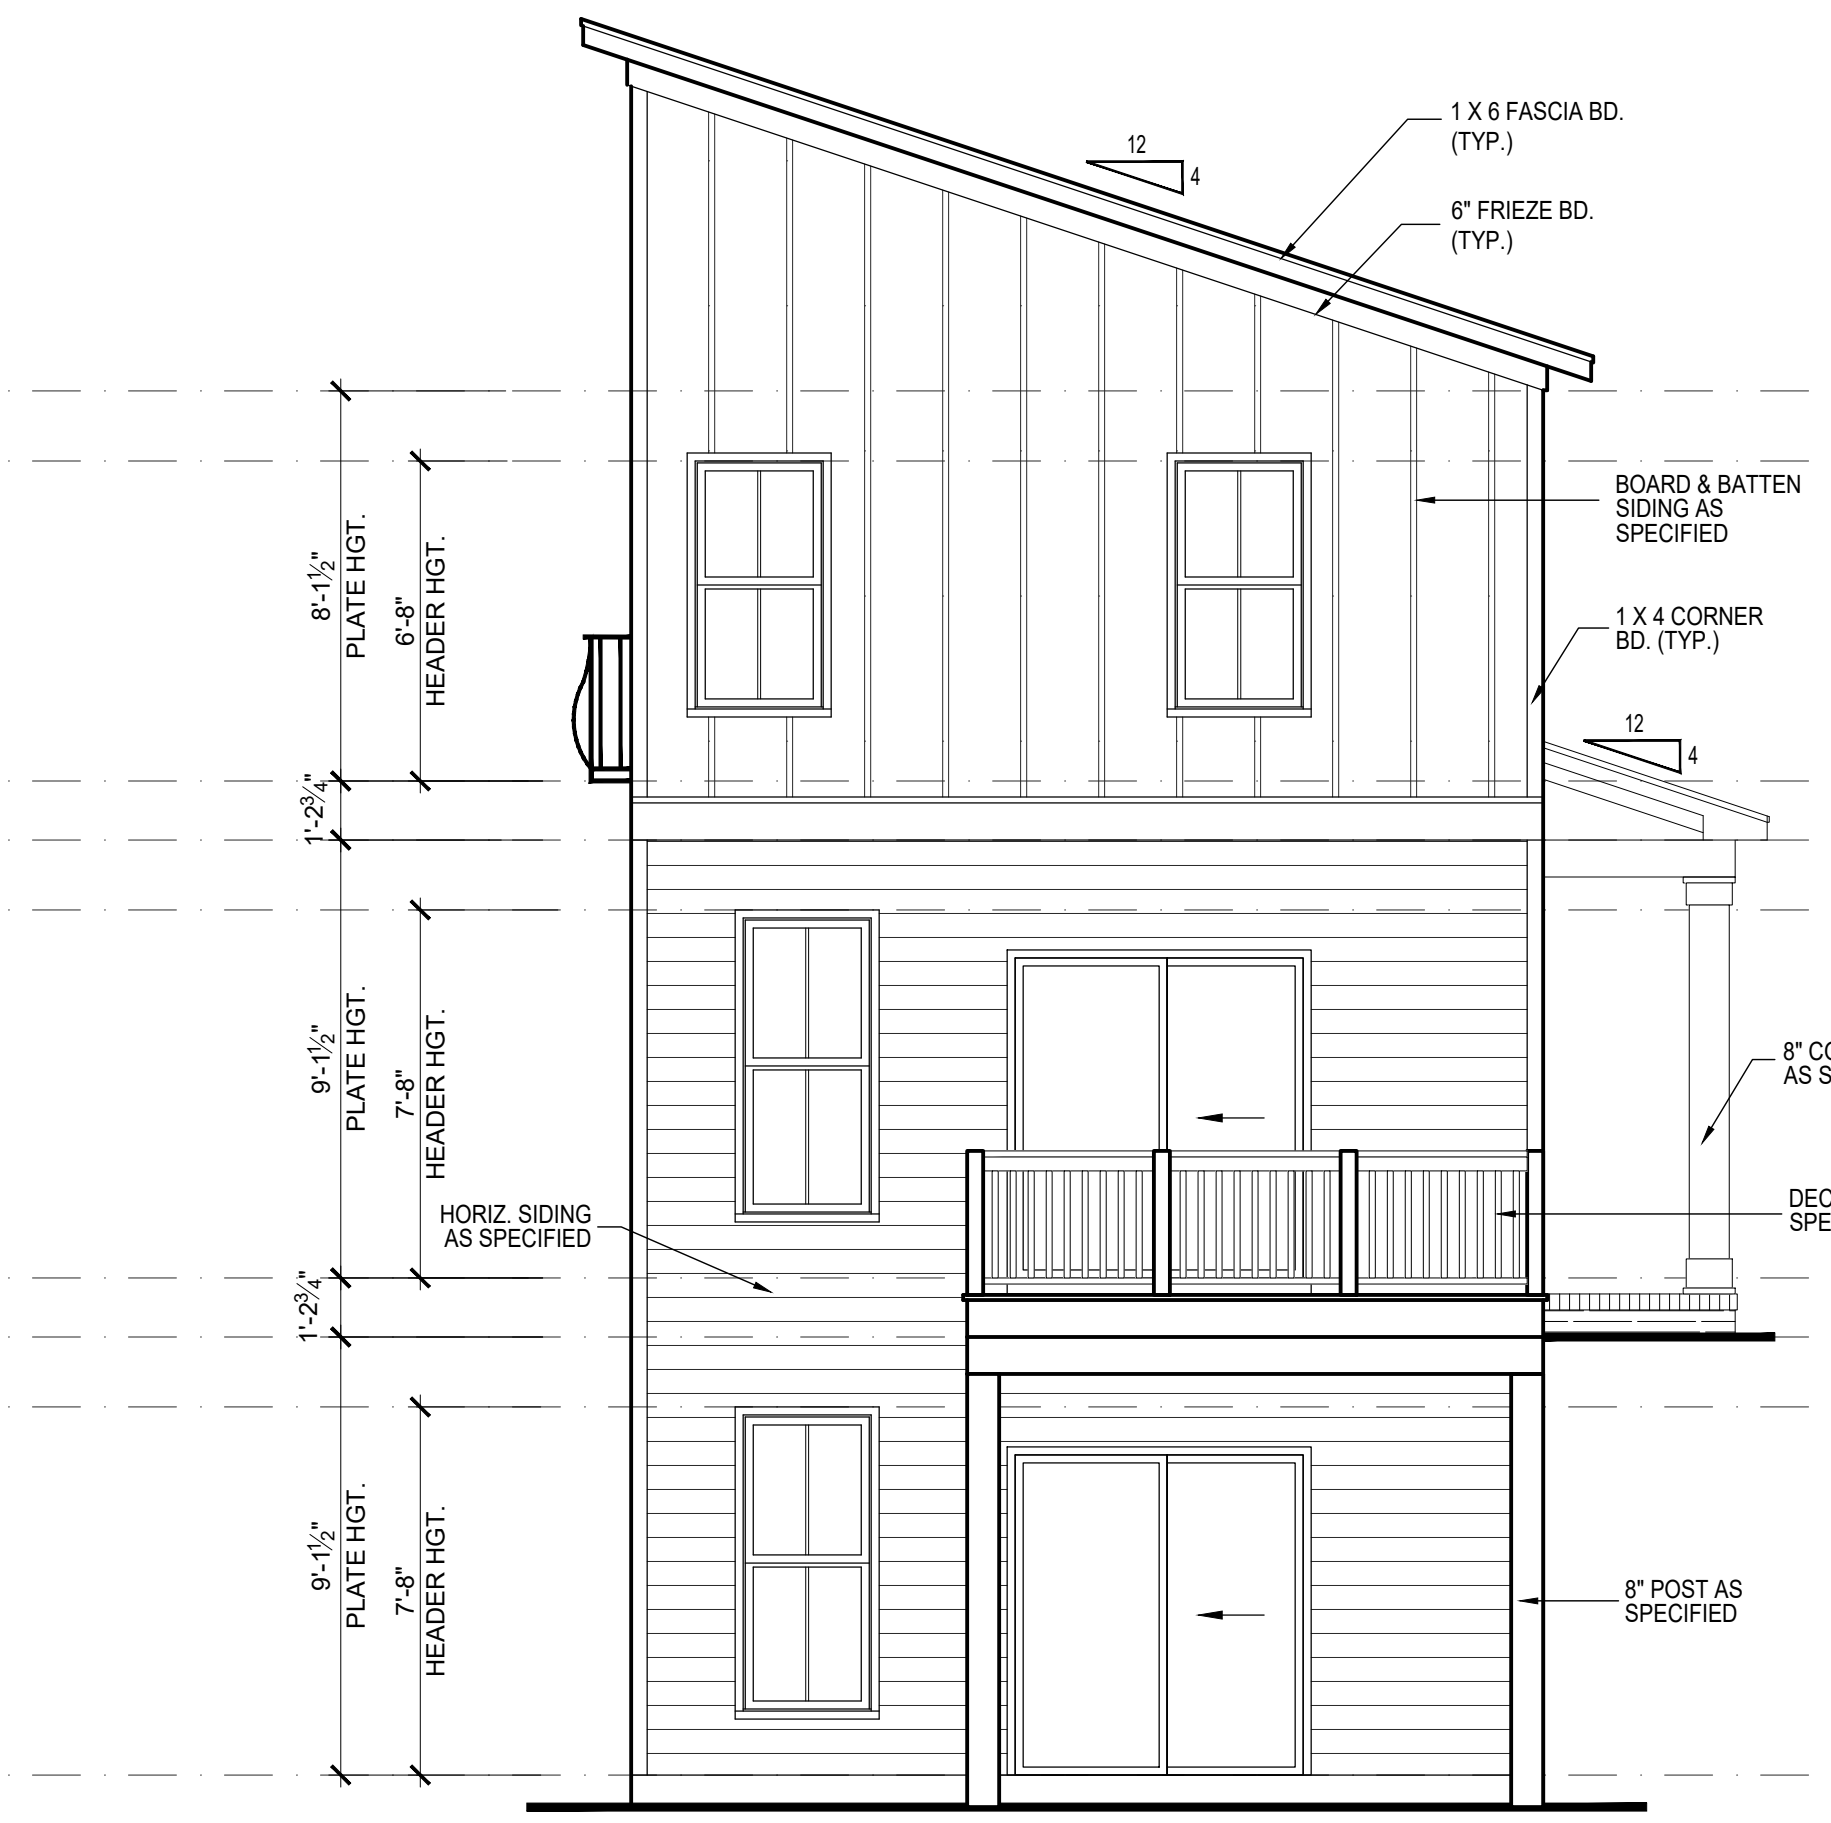 1 X 6 FASCIA BD.
(TYP.)
12
4
6" FRIEZE BD.
(TYP.)
BOARD & BATTEN
SIDING AS
SPECIFIED
8'-1½"
PLATE HGT.
6'-8"
HEADER HGT.
1 X 4 CORNER
BD. (TYP.)
12
4
1'-2¾"
9'-1½"
PLATE HGT.
7'-8"
HEADER HGT.
8"
AS
HORIZ. SIDING
AS SPECIFIED
1'-2¾"
9'-1½"
PLATE HGT.
7'-8"
HEADER HGT.
8" POST AS
SPECIFIED